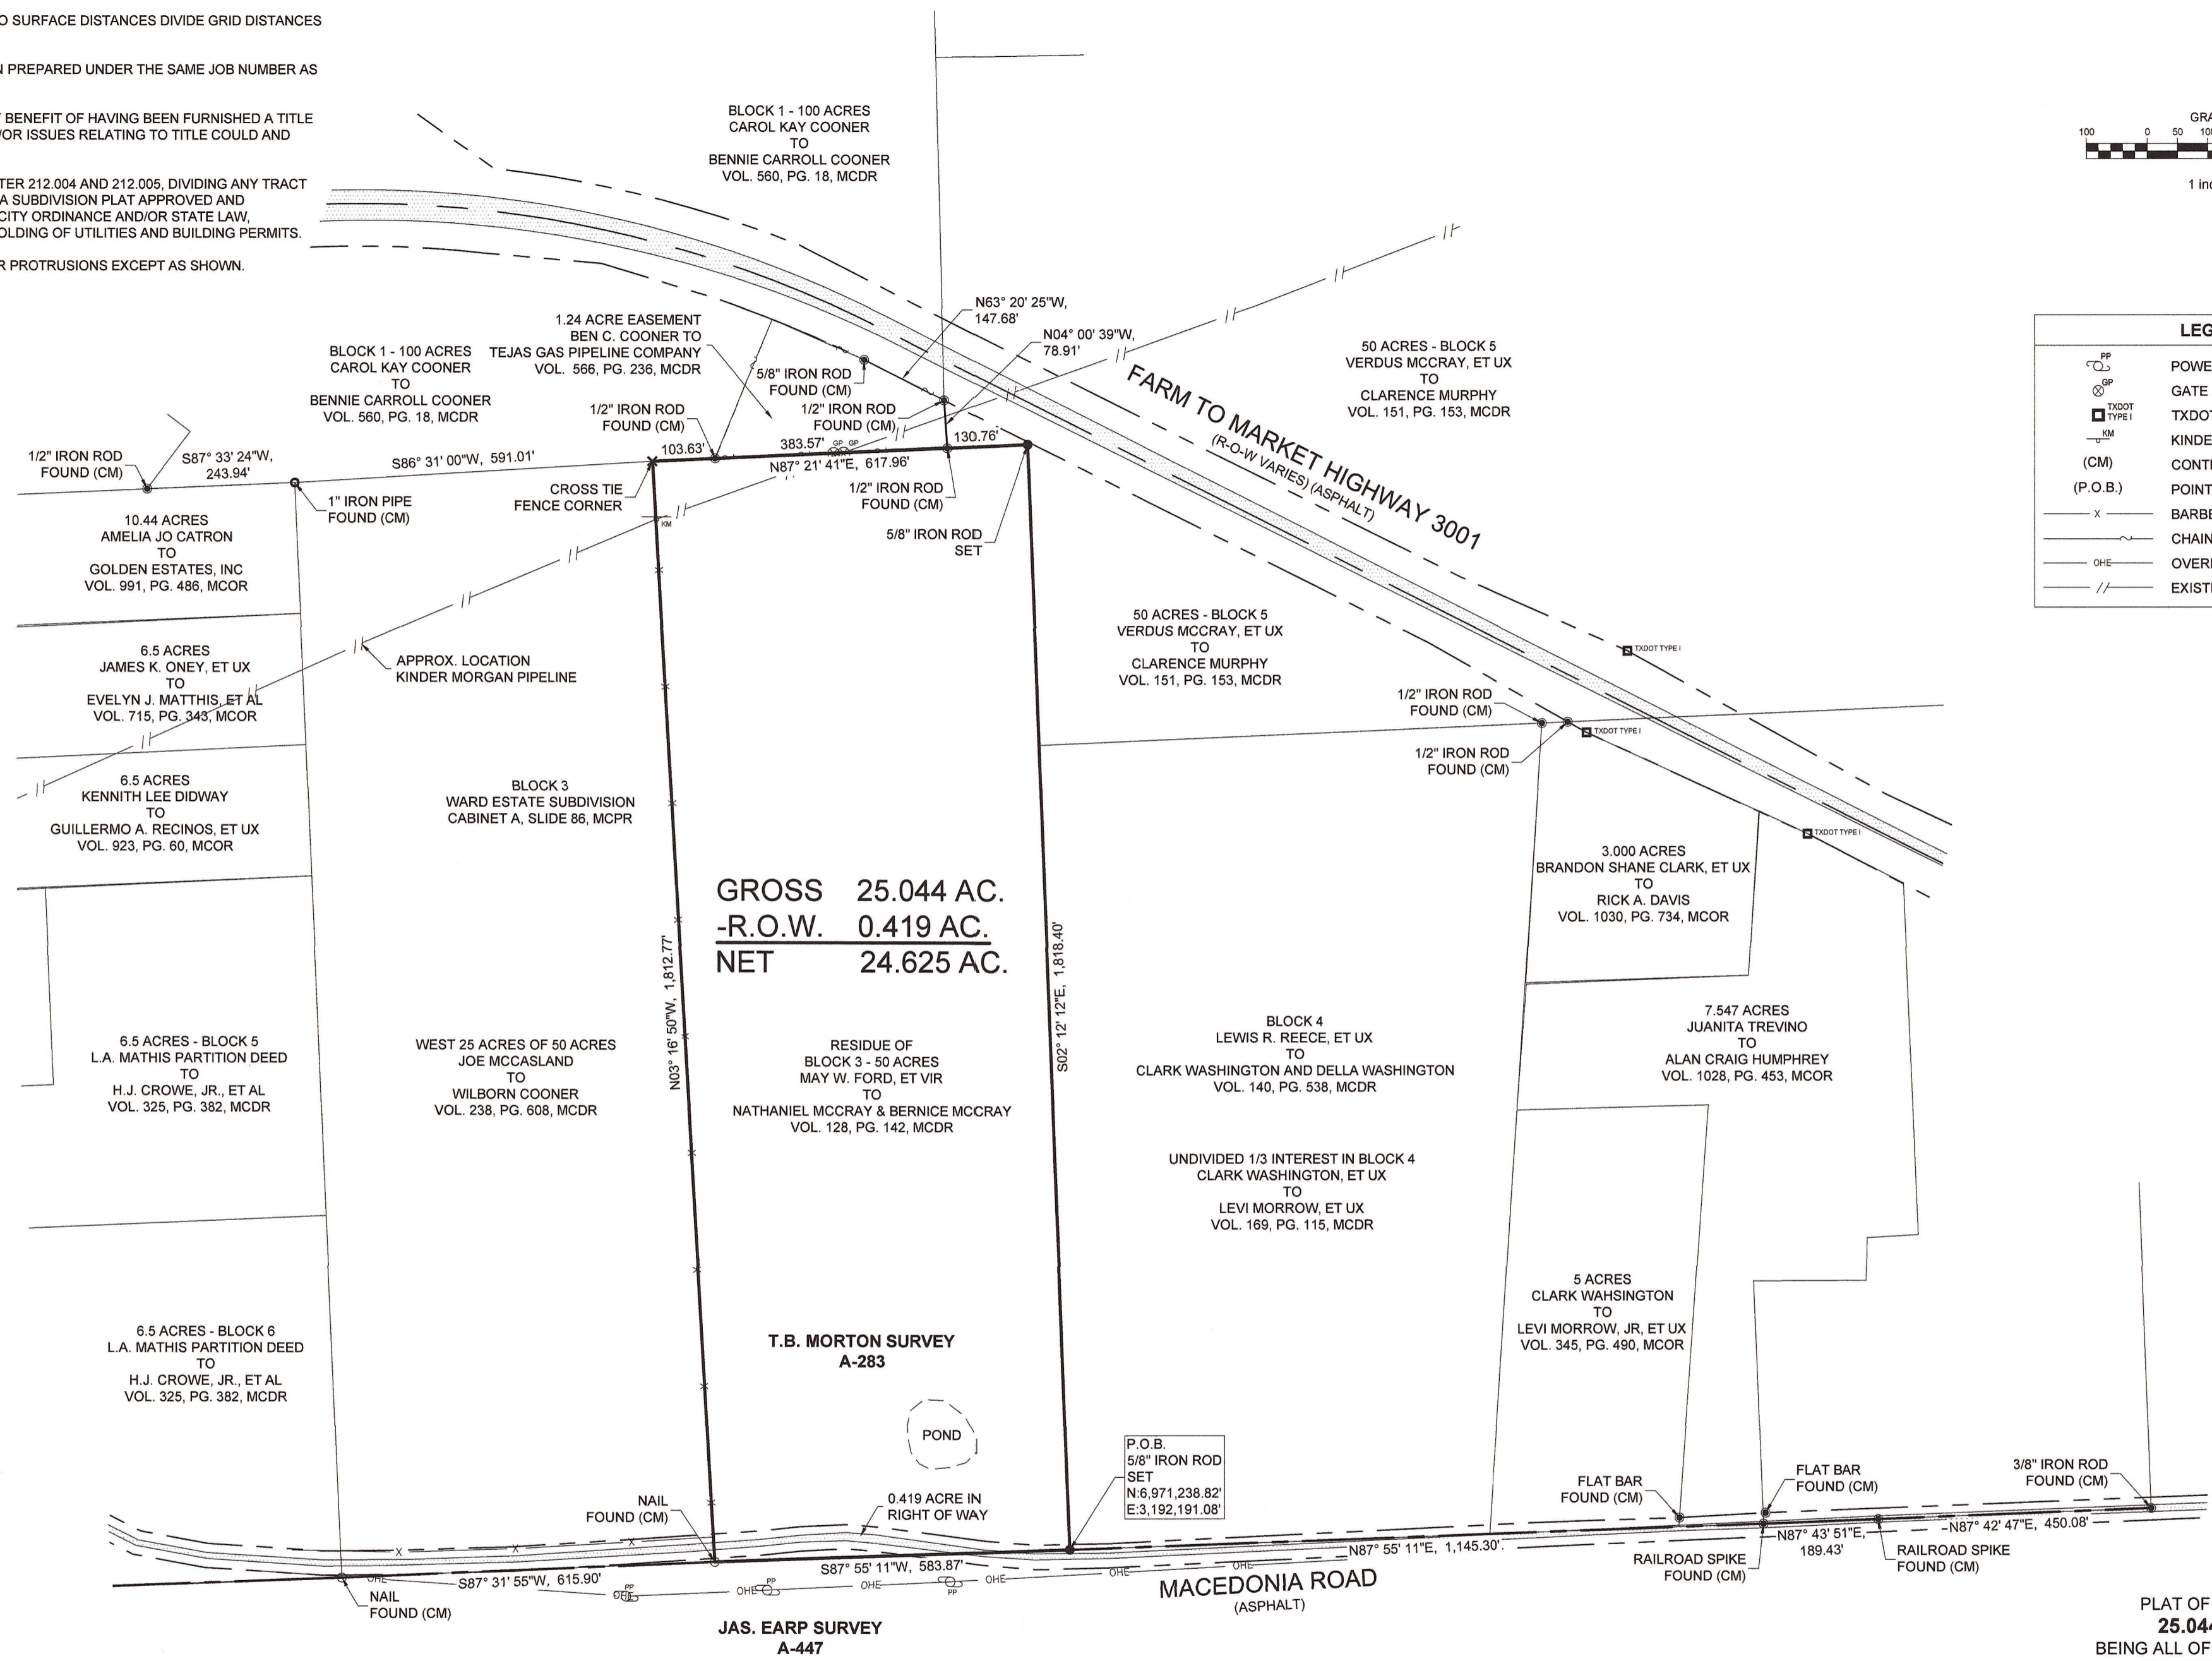 O SURFACE DISTANCES DIVIDE GRID DISTANCES
PREPARED UNDER THE SAME JOB NUMBER AS
BENEFIT OF HAVING BEEN FURNISHED A TITLE
/OR ISSUES RELATING TO TITLE COULD AND
TER 212.004 AND 212.005, DIVIDING ANY TRACT
A SUBDIVISION PLAT APPROVED AND
CITY ORDINANCE AND/OR STATE LAW,
OLDING OF UTILITIES AND BUILDING PERMITS.
R PROTRUSIONS EXCEPT AS SHOWN.
BLOCK 1 - 100 ACRES
CAROL KAY COONER
TO
BENNIE CARROLL COONER
VOL. 560, PG. 18, MCDR
GRA
100 0 50 100
1 inc
LEG
PP POWE
GP GATE
TXDOT TYPE I TXDOT
KM KINDE
(CM) CONT
(P.O.B.) POINT
X BARBE
CHAIN
OHE OVER
// EXIST
N63° 20' 25"W,
147.68'
N04° 00' 39"W,
78.91'
1.24 ACRE EASEMENT
BEN C. COONER TO
TEJAS GAS PIPELINE COMPANY
VOL. 566, PG. 236, MCDR
BLOCK 1 - 100 ACRES
CAROL KAY COONER
TO
BENNIE CARROLL COONER
VOL. 560, PG. 18, MCDR
5/8" IRON ROD
FOUND (CM)
1/2" IRON ROD
FOUND (CM)
1/2" IRON ROD
FOUND (CM)
50 ACRES - BLOCK 5
VERDUS MCCRAY, ET UX
TO
CLARENCE MURPHY
VOL. 151, PG. 153, MCDR
FARM TO MARKET HIGHWAY 3001
(R-O-W VARIES) (ASPHALT)
1/2" IRON ROD
FOUND (CM)
S87° 33' 24"W,
243.94'
S86° 31' 00"W, 591.01'
103.63'
383.57'
GP GP
130.76'
N87° 21' 41"E, 617.96'
1" IRON PIPE
FOUND (CM)
CROSS TIE
FENCE CORNER
KM
1/2" IRON ROD
FOUND (CM)
5/8" IRON ROD
SET
10.44 ACRES
AMELIA JO CATRON
TO
GOLDEN ESTATES, INC
VOL. 991, PG. 486, MCOR
6.5 ACRES
JAMES K. ONEY, ET UX
TO
EVELYN J. MATTHIS, ET AL
VOL. 715, PG. 343, MCOR
APPROX. LOCATION
KINDER MORGAN PIPELINE
50 ACRES - BLOCK 5
VERDUS MCCRAY, ET UX
TO
CLARENCE MURPHY
VOL. 151, PG. 153, MCDR
TXDOT TYPE I
1/2" IRON ROD
FOUND (CM)
TXDOT TYPE I
1/2" IRON ROD
FOUND (CM)
6.5 ACRES
KENNITH LEE DIDWAY
TO
GUILLERMO A. RECINOS, ET UX
VOL. 923, PG. 60, MCOR
BLOCK 3
WARD ESTATE SUBDIVISION
CABINET A, SLIDE 86, MCPR
TXDOT TYPE I
3.000 ACRES
BRANDON SHANE CLARK, ET UX
TO
RICK A. DAVIS
VOL. 1030, PG. 734, MCOR
GROSS 25.044 AC.
-R.O.W. 0.419 AC.
NET 24.625 AC.
N03° 16' 50"W, 1,812.77'
S02° 12' 12"E, 1,818.40'
6.5 ACRES - BLOCK 5
L.A. MATHIS PARTITION DEED
TO
H.J. CROWE, JR., ET AL
VOL. 325, PG. 382, MCDR
WEST 25 ACRES OF 50 ACRES
JOE MCCASLAND
TO
WILBORN COONER
VOL. 238, PG. 608, MCDR
RESIDUE OF
BLOCK 3 - 50 ACRES
MAY W. FORD, ET VIR
TO
NATHANIEL MCCRAY & BERNICE MCCRAY
VOL. 128, PG. 142, MCDR
BLOCK 4
LEWIS R. REECE, ET UX
TO
CLARK WASHINGTON AND DELLA WASHINGTON
VOL. 140, PG. 538, MCDR
7.547 ACRES
JUANITA TREVINO
TO
ALAN CRAIG HUMPHREY
VOL. 1028, PG. 453, MCOR
UNDIVIDED 1/3 INTEREST IN BLOCK 4
CLARK WASHINGTON, ET UX
TO
LEVI MORROW, ET UX
VOL. 169, PG. 115, MCDR
5 ACRES
CLARK WAHSINGTON
TO
LEVI MORROW, JR, ET UX
VOL. 345, PG. 490, MCOR
6.5 ACRES - BLOCK 6
L.A. MATHIS PARTITION DEED
TO
H.J. CROWE, JR., ET AL
VOL. 325, PG. 382, MCDR
T.B. MORTON SURVEY
A-283
POND
P.O.B.
5/8" IRON ROD
SET
N:6,971,238.82'
E:3,192,191.08'
NAIL
FOUND (CM)
0.419 ACRE IN
RIGHT OF WAY
FLAT BAR
FOUND (CM)
FLAT BAR
FOUND (CM)
3/8" IRON ROD
FOUND (CM)
N87° 43' 51"E,
189.43'
N87° 42' 47"E, 450.08'
N87° 55' 11"E, 1,145.30'
RAILROAD SPIKE
FOUND (CM)
RAILROAD SPIKE
FOUND (CM)
S87° 55' 11"W, 583.87'
S87° 31' 55"W, 615.90'
OHE OHE PP OHE PP OHE OHE PP OHE OHE OHE
NAIL
FOUND (CM)
MACEDONIA ROAD
(ASPHALT)
JAS. EARP SURVEY
A-447
PLAT OF
25.044
BEING ALL OF